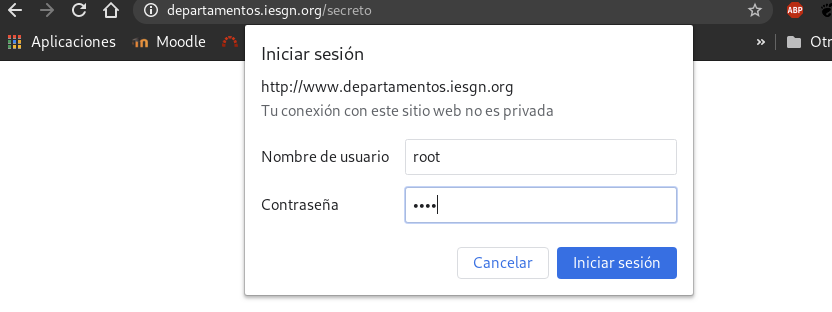 departamentos.iesgn.org/secreto
ABP
Aplicaciones Moodle » Otr
Iniciar sesión
http://www.departamentos.iesgn.org
Tu conexión con este sitio web no es privada
Nombre de usuario root
Contraseña ••••
Cancelar Iniciar sesión